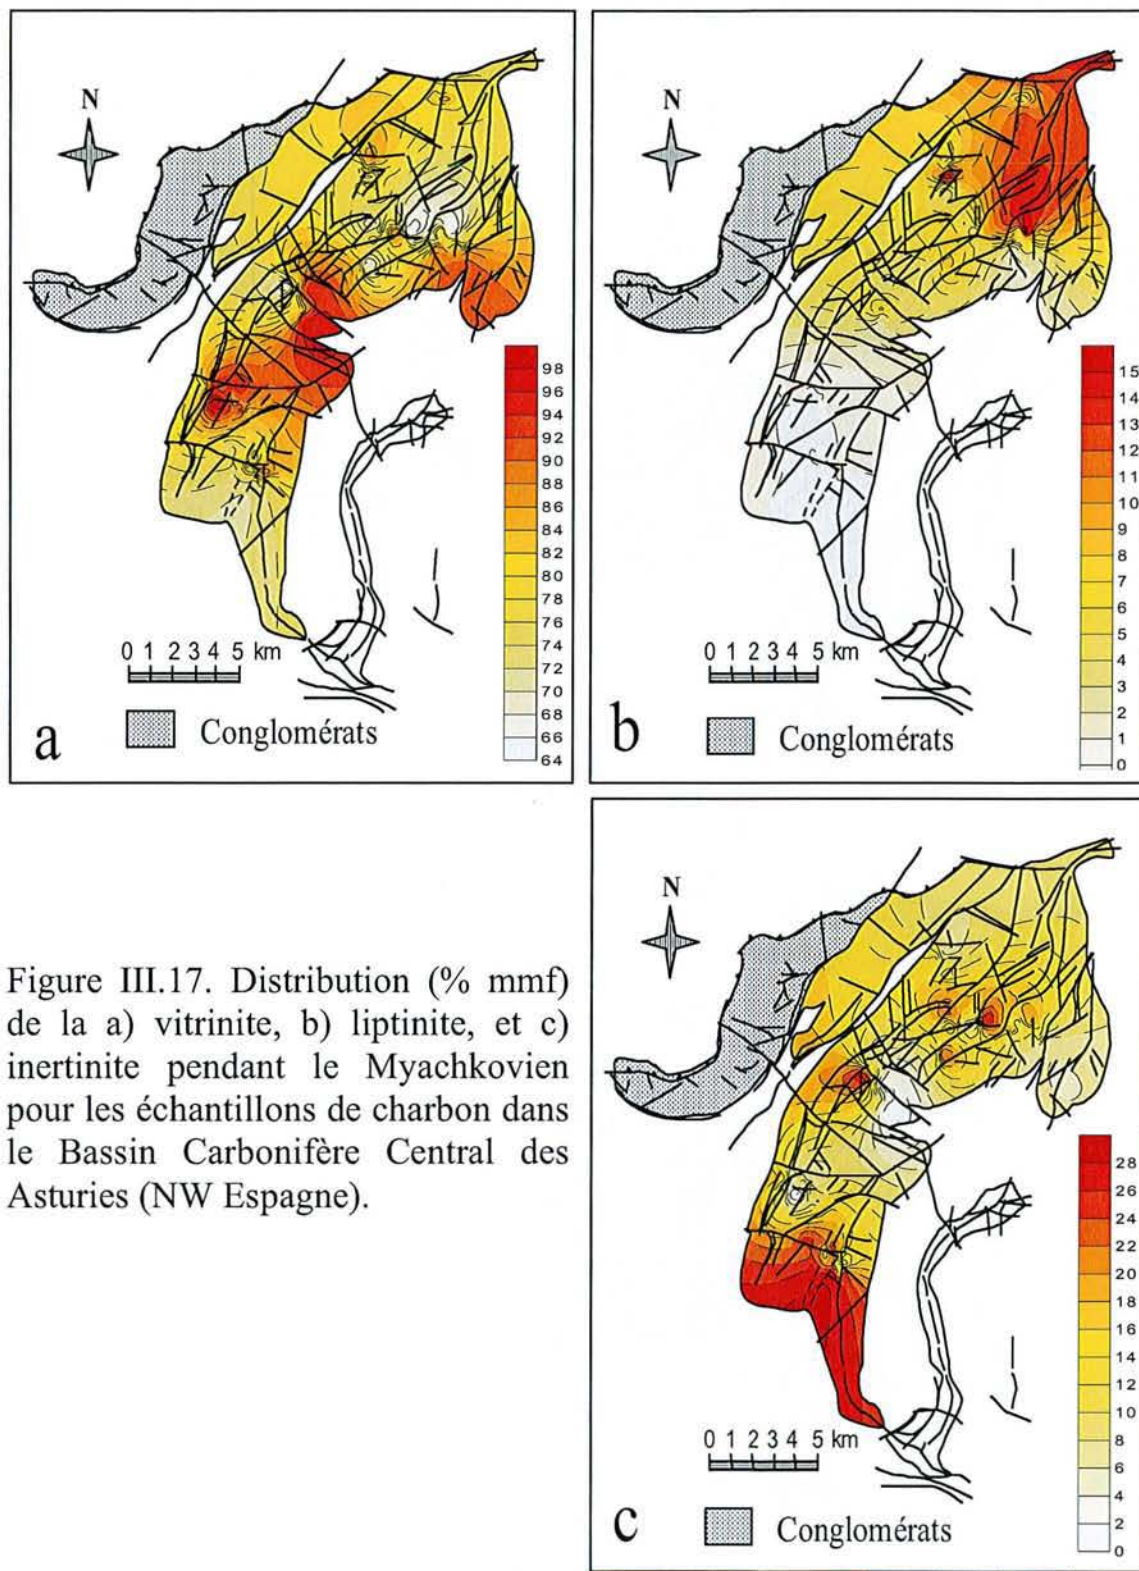 N
98
96
94
92
90
88
86
84
82
80
78
76
74
72
70
68
66
64
0 1 2 3 4 5 km
Conglomérats
a
N
15
14
13
12
11
10
9
8
7
6
5
4
3
2
1
0
0 1 2 3 4 5 km
Conglomérats
b
Figure III.17. Distribution (% mmf)
de la a) vitrinite, b) liptinite, et c)
inertinite pendant le Myachkovien
pour les échantillons de charbon dans
le Bassin Carbonifère Central des
Asturies (NW Espagne).
N
28
26
24
22
20
18
16
14
12
10
8
6
4
2
0
0 1 2 3 4 5 km
Conglomérats
c